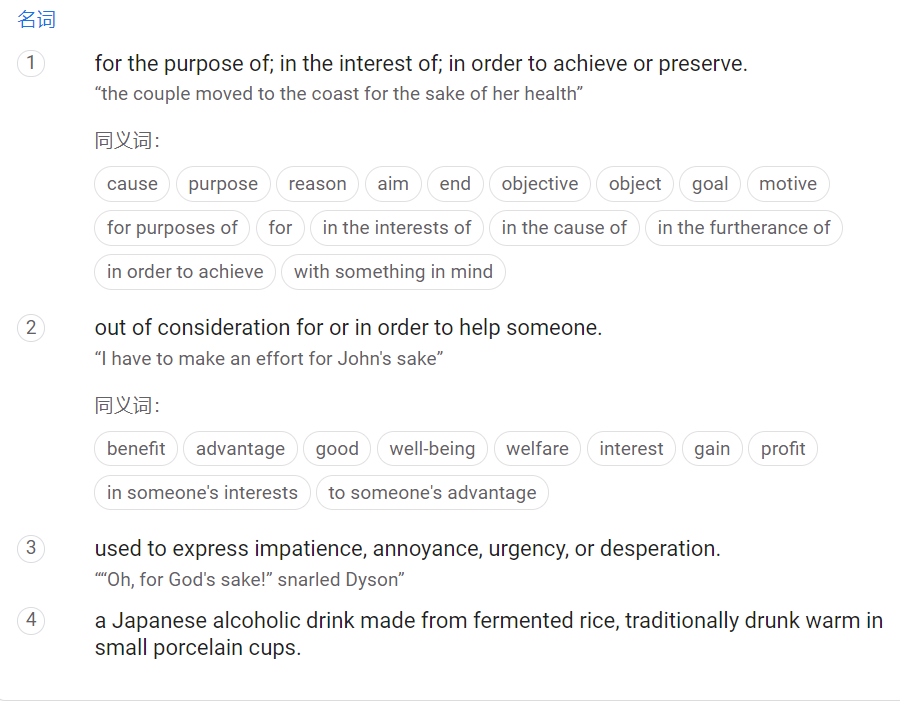 名词
1 for the purpose of; in the interest of; in order to achieve or preserve.
“the couple moved to the coast for the sake of her health”
同义词：
cause purpose reason aim end objective object goal motive
for purposes of for in the interests of in the cause of in the furtherance of
in order to achieve with something in mind
2 out of consideration for or in order to help someone.
“I have to make an effort for John's sake”
同义词：
benefit advantage good well-being welfare interest gain profit
in someone's interests to someone's advantage
3 used to express impatience, annoyance, urgency, or desperation.
““Oh, for God's sake!” snarled Dyson”
4 a Japanese alcoholic drink made from fermented rice, traditionally drunk warm in
small porcelain cups.